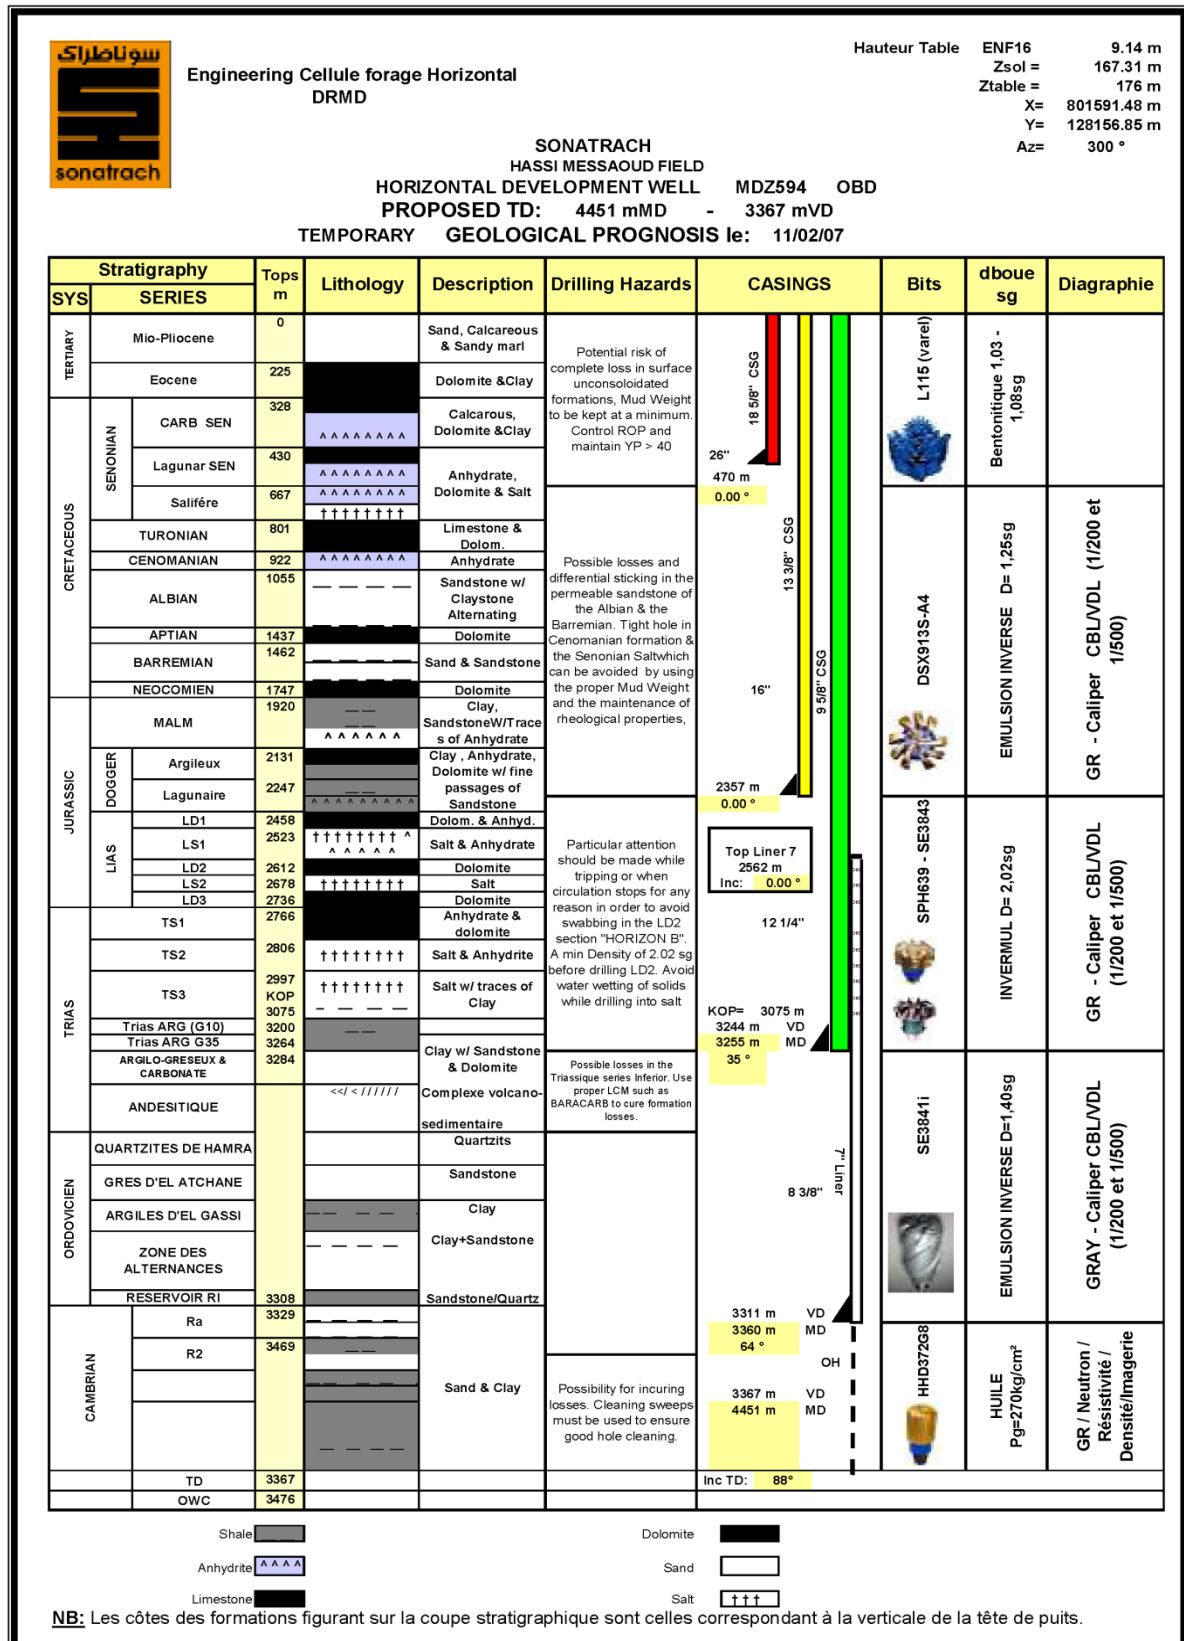 سوناطراك
sonatrach
Engineering Cellule forage Horizontal
DRMD
Hauteur Table ENF16 9.14 m
Zsol = 167.31 m
Ztable = 176 m
X= 801591.48 m
Y= 128156.85 m
Az= 300 °
SONATRACH
HASSI MESSAOUD FIELD
HORIZONTAL DEVELOPMENT WELL MDZ594 OBD
PROPOSED TD: 4451 mMD - 3367 mVD
TEMPORARY GEOLOGICAL PROGNOSIS le: 11/02/07
Stratigraphy
SYS
SERIES
Tops
m
Lithology
Description
Drilling Hazards
CASINGS
Bits
dboue
sg
Diagraphie
TERTIARY
Mio-Pliocene
0
Sand, Calcareous
& Sandy marl
Eocene
225
Dolomite &Clay
CRETACEOUS
SENONIAN
CARB SEN
328
^ ^ ^ ^ ^ ^ ^ ^
Calcarous,
Dolomite &Clay
Lagunar SEN
430
^ ^ ^ ^ ^ ^ ^ ^
Anhydrate,
Dolomite & Salt
Salifére
667
^ ^ ^ ^ ^ ^ ^ ^
† † † † † † † †
TURONIAN
801
Limestone &
Dolom.
CENOMANIAN
922
^ ^ ^ ^ ^ ^ ^ ^
Anhydrate
ALBIAN
1055
Sandstone w/
Claystone
Alternating
APTIAN
1437
Dolomite
BARREMIAN
1462
Sand & Sandstone
NEOCOMIEN
1747
Dolomite
JURASSIC
MALM
1920
^ ^ ^ ^ ^ ^
Clay,
SandstoneW/Trace
s of Anhydrate
DOGGER
Argileux
2131
Clay , Anhydrate,
Dolomite w/ fine
passages of
Sandstone
Lagunaire
2247
^ ^ ^ ^ ^ ^ ^ ^ ^
LIAS
LD1
2458
Dolom. & Anhyd.
LS1
2523
† † † † † † † † ^
^ ^ ^ ^ ^
Salt & Anhydrate
LD2
2612
Dolomite
LS2
2678
† † † † † † † †
Salt
LD3
2736
Dolomite
TRIAS
TS1
2766
Anhydrate &
dolomite
TS2
2806
† † † † † † † †
Salt & Anhydrite
TS3
2997
KOP
3075
† † † † † † † †
Salt w/ traces of
Clay
Trias ARG (G10)
3200
Trias ARG G35
3264
ARGILO-GRESEUX &
CARBONATE
3284
Clay w/ Sandstone
& Dolomite
ANDESITIQUE
<</ < / / / / / /
Complexe volcano-
sedimentaire
ORDOVICIEN
QUARTZITES DE HAMRA
Quartzits
GRES D'EL ATCHANE
Sandstone
ARGILES D'EL GASSI
Clay
ZONE DES
ALTERNANCES
Clay+Sandstone
RESERVOIR RI
3308
Sandstone/Quartz
CAMBRIAN
Ra
3329
R2
3469
Sand & Clay
TD
3367
OWC
3476
Potential risk of
complete loss in surface
unconsoloidated
formations, Mud Weight
to be kept at a minimum.
Control ROP and
maintain YP > 40
Possible losses and
differential sticking in the
permeable sandstone of
the Albian & the
Barremian. Tight hole in
Cenomanian formation &
the Senonian Saltwhich
can be avoided by using
the proper Mud Weight
and the maintenance of
rheological properties,
Particular attention
should be made while
tripping or when
circulation stops for any
reason in order to avoid
swabbing in the LD2
section "HORIZON B".
A min Density of 2.02 sg
before drilling LD2. Avoid
water wetting of solids
while drilling into salt
Possible losses in the
Triassique series Inferior. Use
proper LCM such as
BARACARB to cure formation
losses.
Possibility for incuring
losses. Cleaning sweeps
must be used to ensure
good hole cleaning.
18 5/8" CSG
26"
470 m
0.00 °
13 3/8" CSG
9 5/8" CSG
16"
2357 m
0.00 °
Top Liner 7
2562 m
Inc: 0.00 °
12 1/4"
KOP= 3075 m
3244 m VD
3255 m MD
35 °
7" Liner
8 3/8"
3311 m VD
3360 m MD
64 °
OH
3367 m VD
4451 m MD
Inc TD: 88°
L115 (varel)
DSX913S-A4
SPH639 - SE3843
SE3841i
HHD372G8
Bentonitique 1,03 -
1,08sg
EMULSION INVERSE D= 1,25sg
INVERMUL D= 2,02sg
EMULSION INVERSE D=1,40sg
HUILE
Pg=270kg/cm²
GR - Caliper CBL/VDL (1/200 et
1/500)
GR - Caliper CBL/VDL
(1/200 et 1/500)
GRAY - Caliper CBL/VDL
(1/200 et 1/500)
GR / Neutron /
Résistivité /
Densité/Imagerie
Shale
Dolomite
Anhydrite ^ ^ ^ ^
Sand
Limestone
Salt † † †
NB: Les côtes des formations figurant sur la coupe stratigraphique sont celles correspondant à la verticale de la tête de puits.